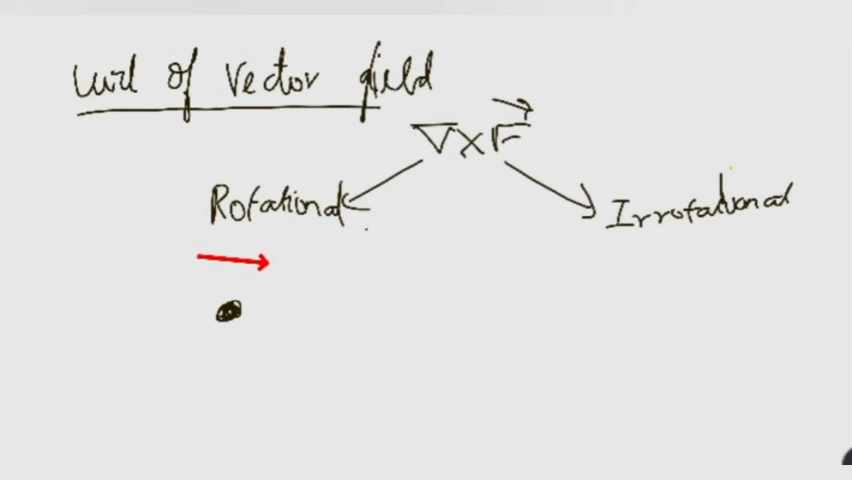 curl of vector field
∇×F⃗
Rotational
Irrotational